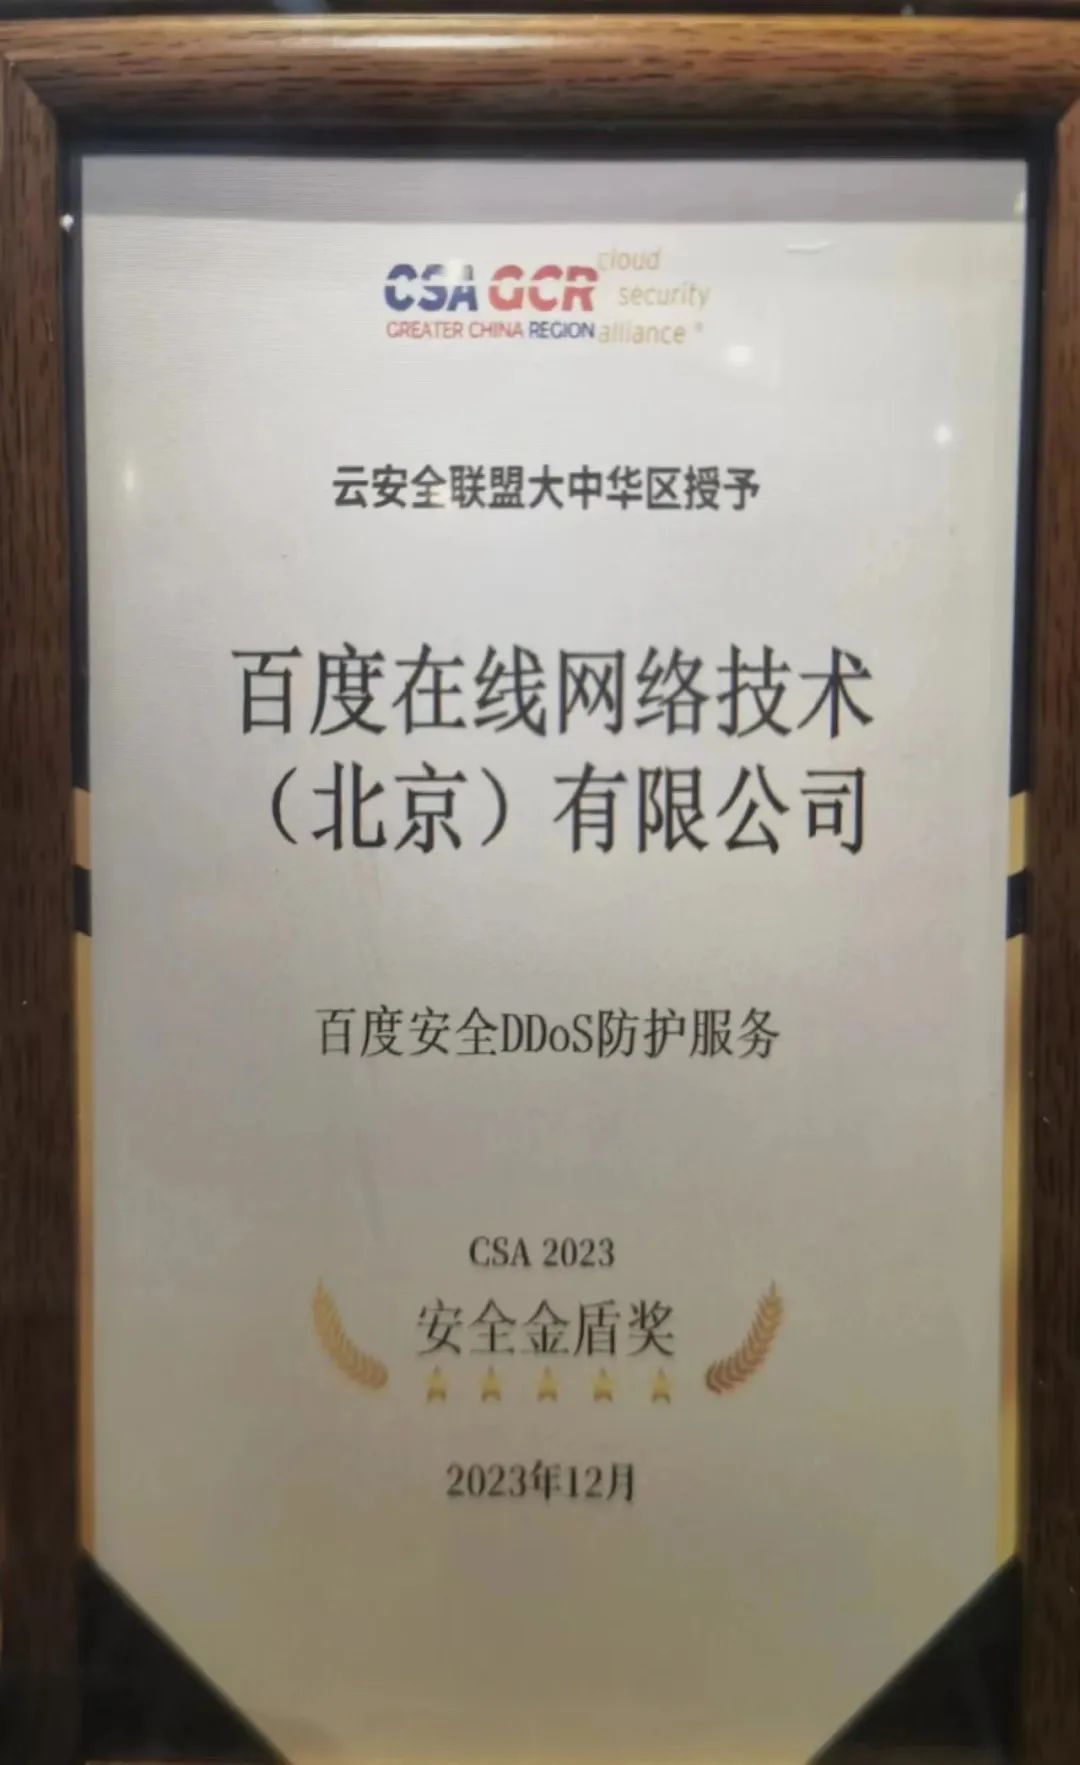 CSA GCR cloud
security
GREATER CHINA REGION alliance
云安全联盟大中华区授予
百度在线网络技术
（北京）有限公司
百度安全DDoS防护服务
CSA 2023
安全金盾奖
2023年12月